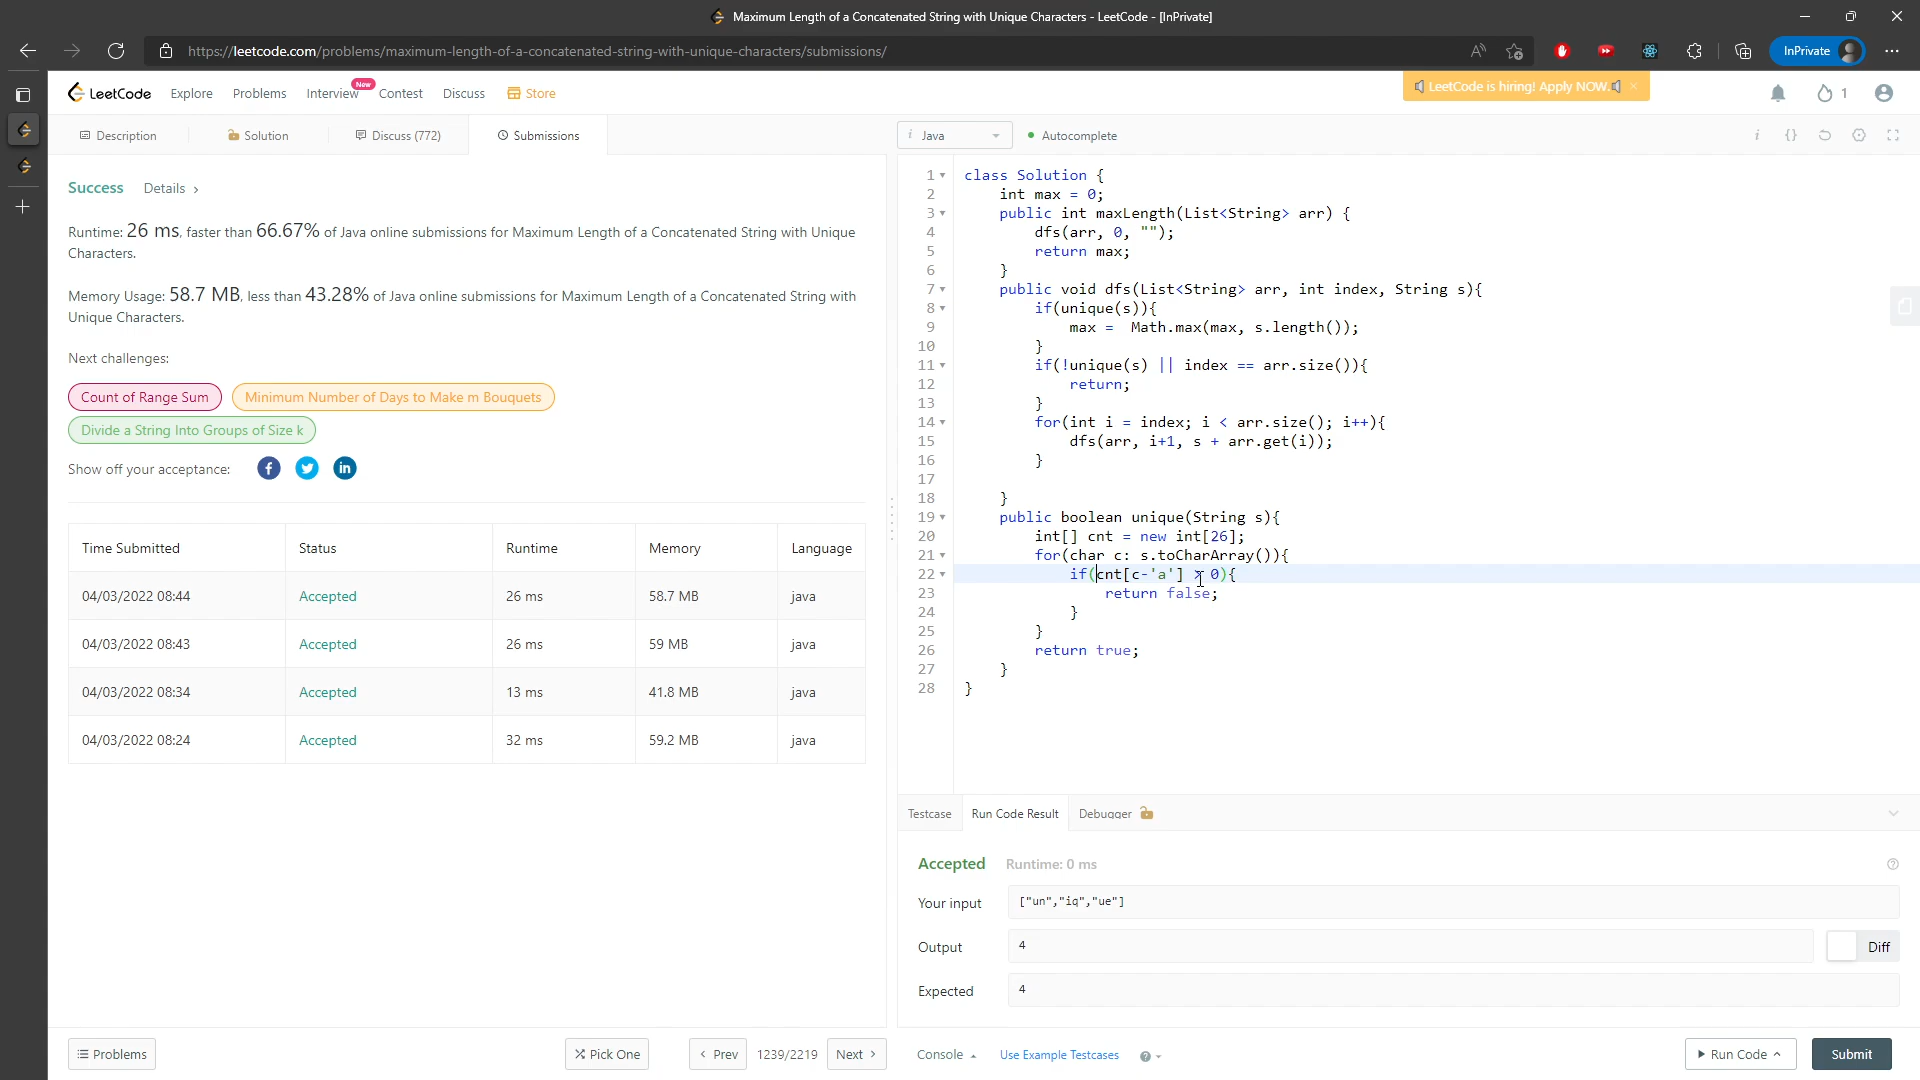 Maximum Length of a Concatenated String with Unique Characters - LeetCode - [InPrivate]
https://leetcode.com/problems/maximum-length-of-a-concatenated-string-with-unique-characters/submissions/
InPrivate
LeetCode Explore Problems Interview New Contest Discuss Store
LeetCode is hiring! Apply NOW.
1
Description Solution Discuss (772) Submissions
i Java Autocomplete
Success Details >
Runtime: 26 ms, faster than 66.67% of Java online submissions for Maximum Length of a Concatenated String with Unique
Characters.
Memory Usage: 58.7 MB, less than 43.28% of Java online submissions for Maximum Length of a Concatenated String with
Unique Characters.
Next challenges:
Count of Range Sum Minimum Number of Days to Make m Bouquets
Divide a String Into Groups of Size k
Show off your acceptance:
Time Submitted Status Runtime Memory Language
04/03/2022 08:44 Accepted 26 ms 58.7 MB java
04/03/2022 08:43 Accepted 26 ms 59 MB java
04/03/2022 08:34 Accepted 13 ms 41.8 MB java
04/03/2022 08:24 Accepted 32 ms 59.2 MB java
1 class Solution {
2 int max = 0;
3 public int maxLength(List<String> arr) {
4 dfs(arr, 0, "");
5 return max;
6 }
7 public void dfs(List<String> arr, int index, String s){
8 if(unique(s)){
9 max = Math.max(max, s.length());
10 }
11 if(!unique(s) || index == arr.size()){
12 return;
13 }
14 for(int i = index; i < arr.size(); i++){
15 dfs(arr, i+1, s + arr.get(i));
16 }
17
18 }
19 public boolean unique(String s){
20 int[] cnt = new int[26];
21 for(char c: s.toCharArray()){
22 if(cnt[c-'a'] > 0){
23 return false;
24 }
25 }
26 return true;
27 }
28 }
Testcase Run Code Result Debugger
Accepted Runtime: 0 ms
Your input ["un","iq","ue"]
Output 4 Diff
Expected 4
Problems Pick One < Prev 1239/2219 Next >
Console Use Example Testcases Run Code Submit